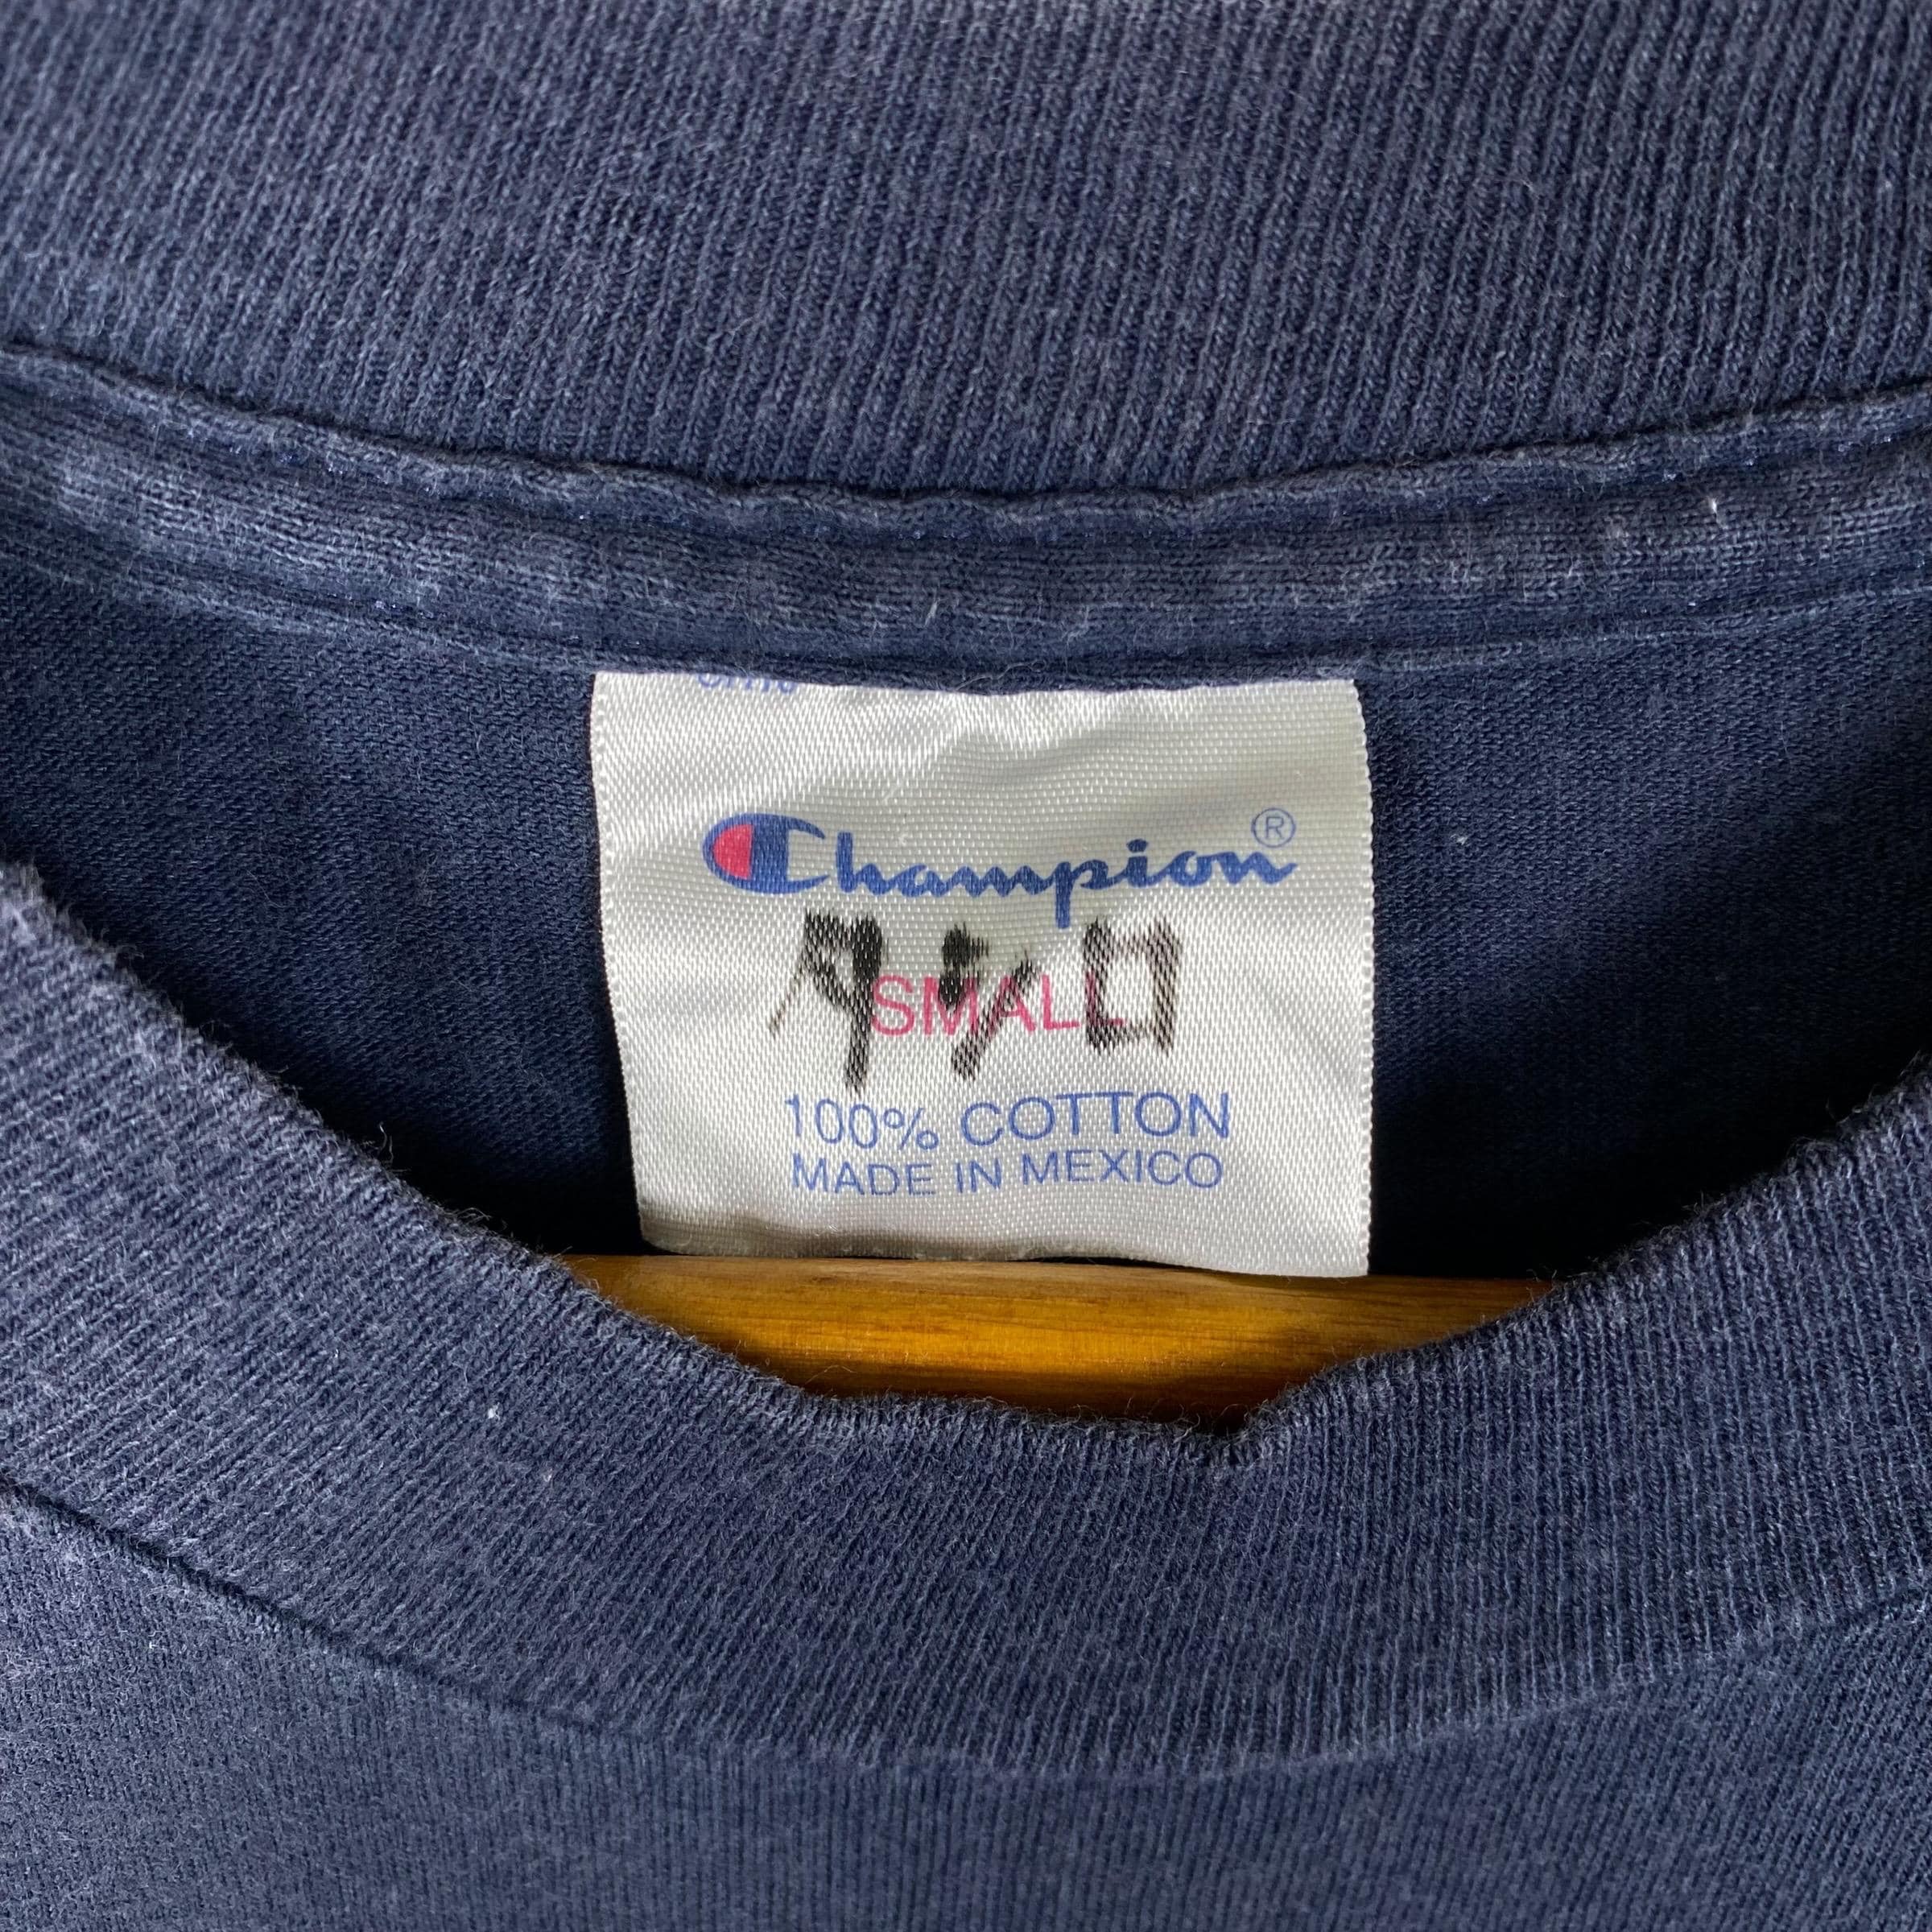 Champion®
SMALL
100% COTTON
MADE IN MEXICO